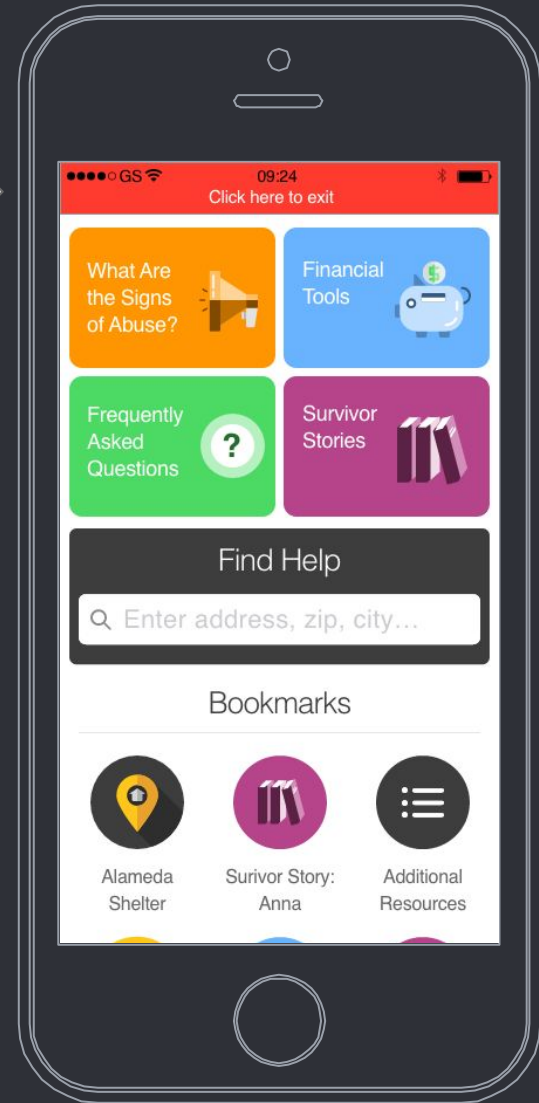 GS 09:24
Click here to exit
What Are
the Signs
of Abuse?
Financial
Tools
$
Frequently
Asked
Questions
?
Survivor
Stories
Find Help
Enter address, zip, city...
Bookmarks
Alameda
Shelter
Surivor Story:
Anna
Additional
Resources